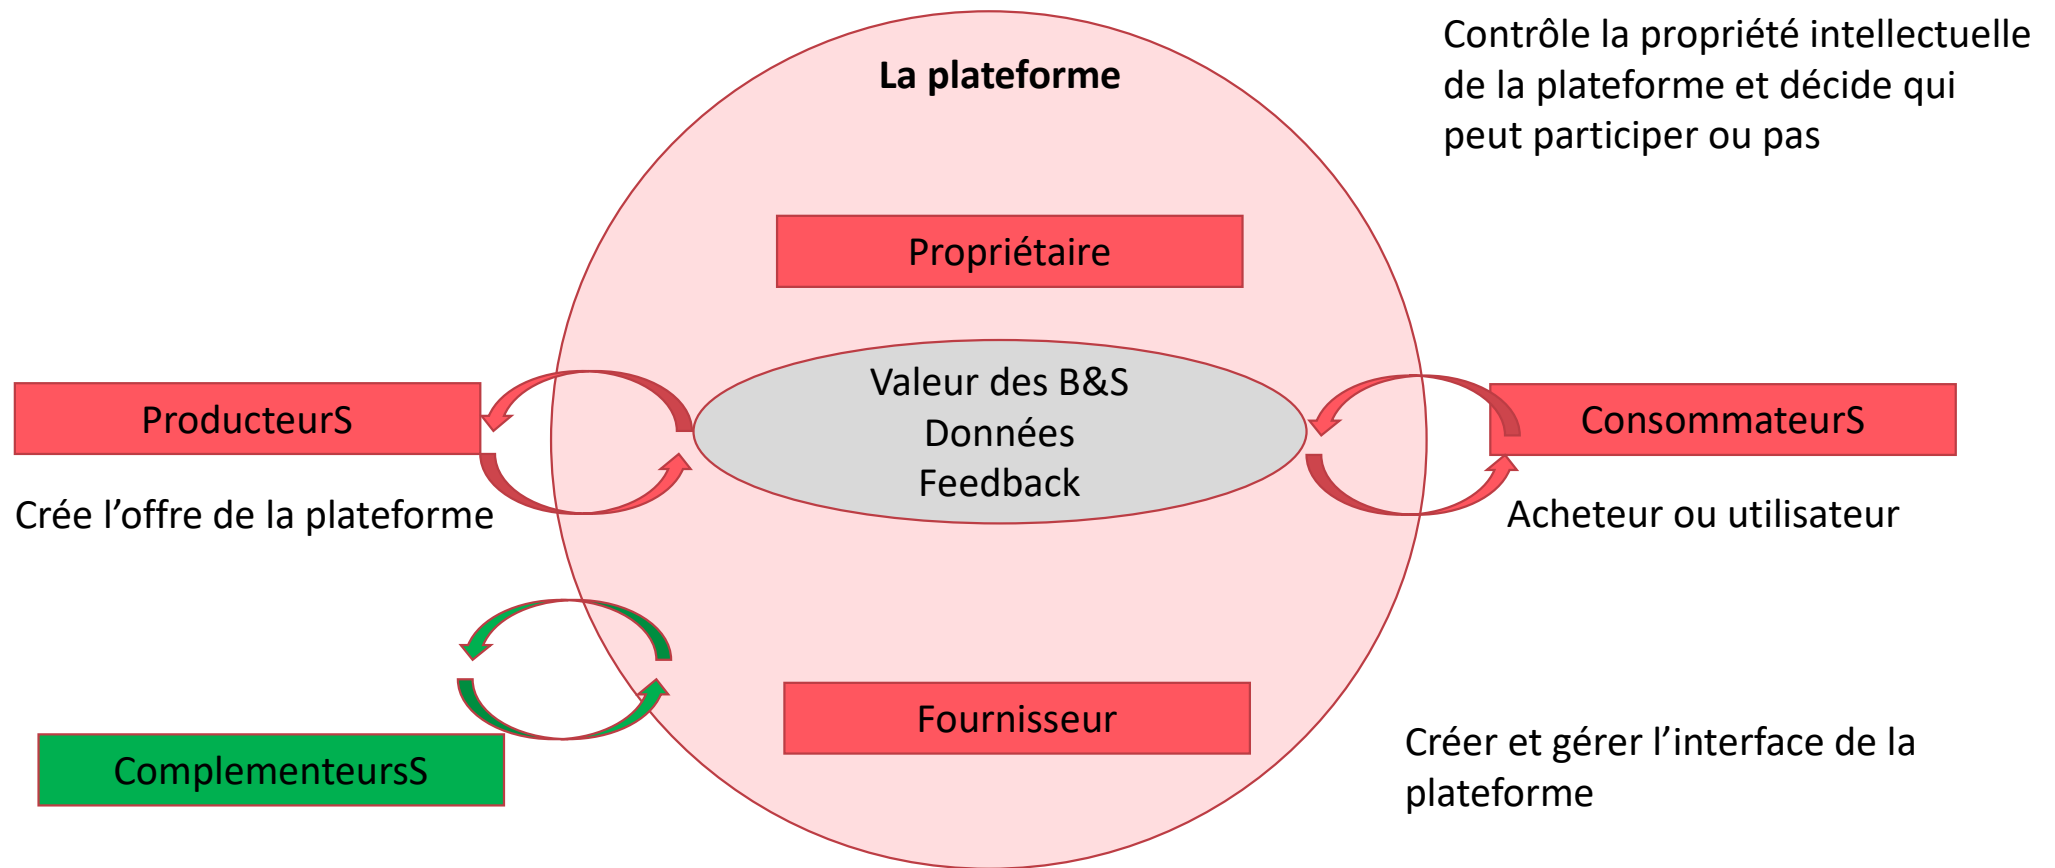 La plateforme
Contrôle la propriété intellectuelle
de la plateforme et décide qui
peut participer ou pas
Propriétaire
Valeur des B&S
Données
Feedback
ProducteurS
Crée l’offre de la plateforme
ConsommateurS
Acheteur ou utilisateur
Fournisseur
ComplementeursS
Créer et gérer l’interface de la
plateforme